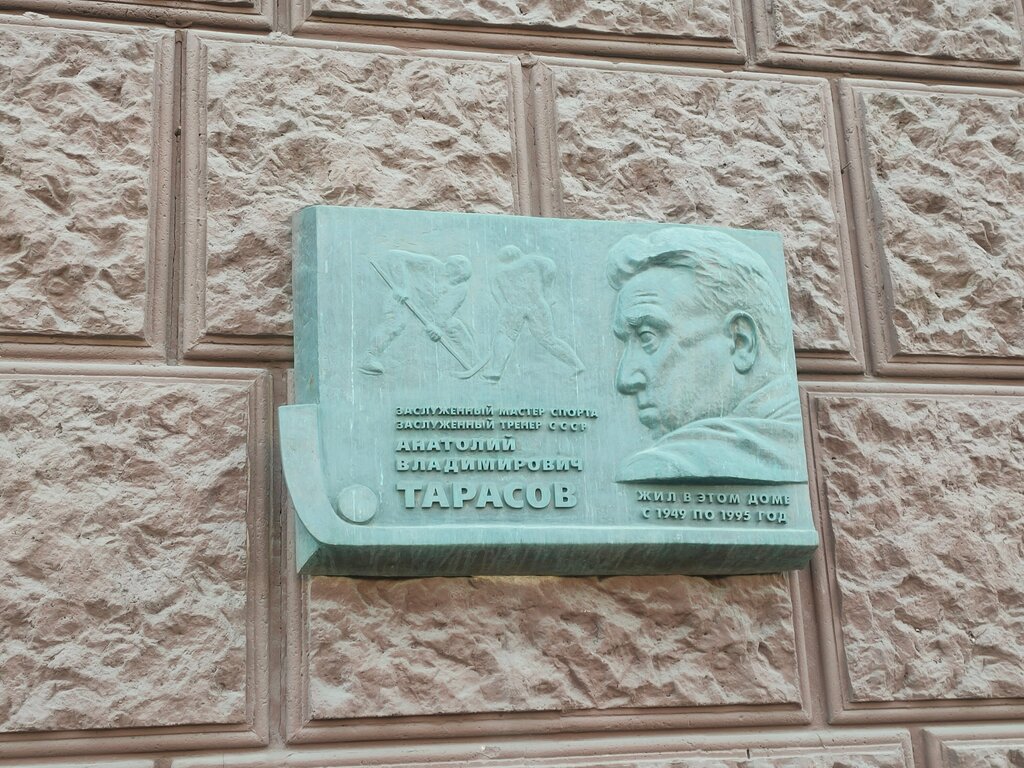 ЗАСЛУЖЕННЫЙ МАСТЕР СПОРТА
ЗАСЛУЖЕННЫЙ ТРЕНЕР СССР
АНАТОЛИЙ
ВЛАДИМИРОВИЧ
ТАРАСОВ
ЖИЛ В ЭТОМ ДОМЕ
С 1949 ПО 1995 ГОД